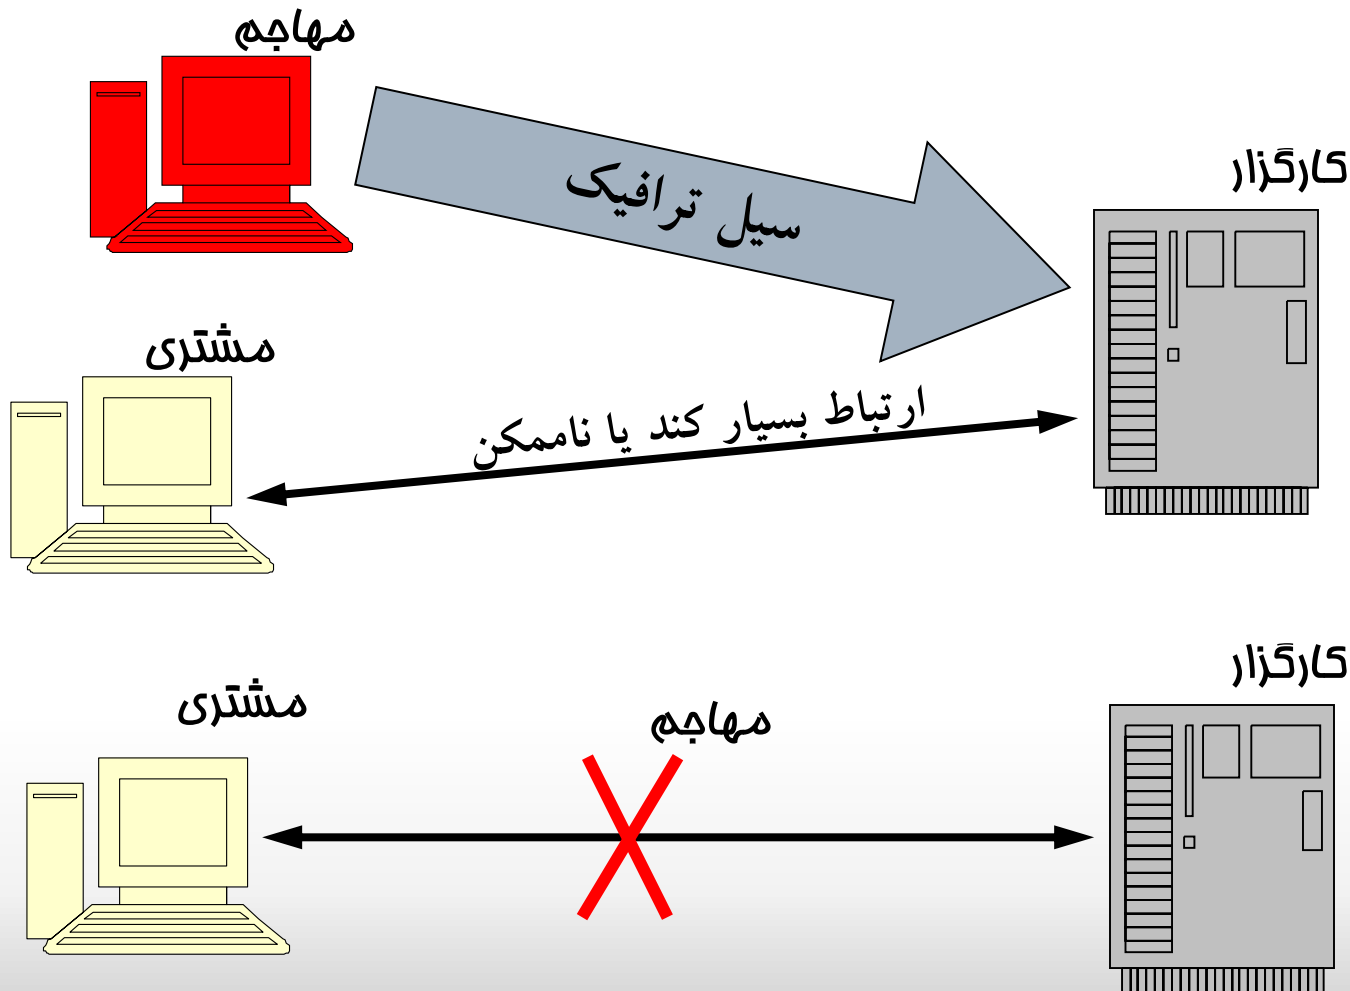 مهاجم
کارگزار
سیل ترافیک
مشتری
ارتباط بسیار کند یا ناممکن
کارگزار
مشتری
مهاجم